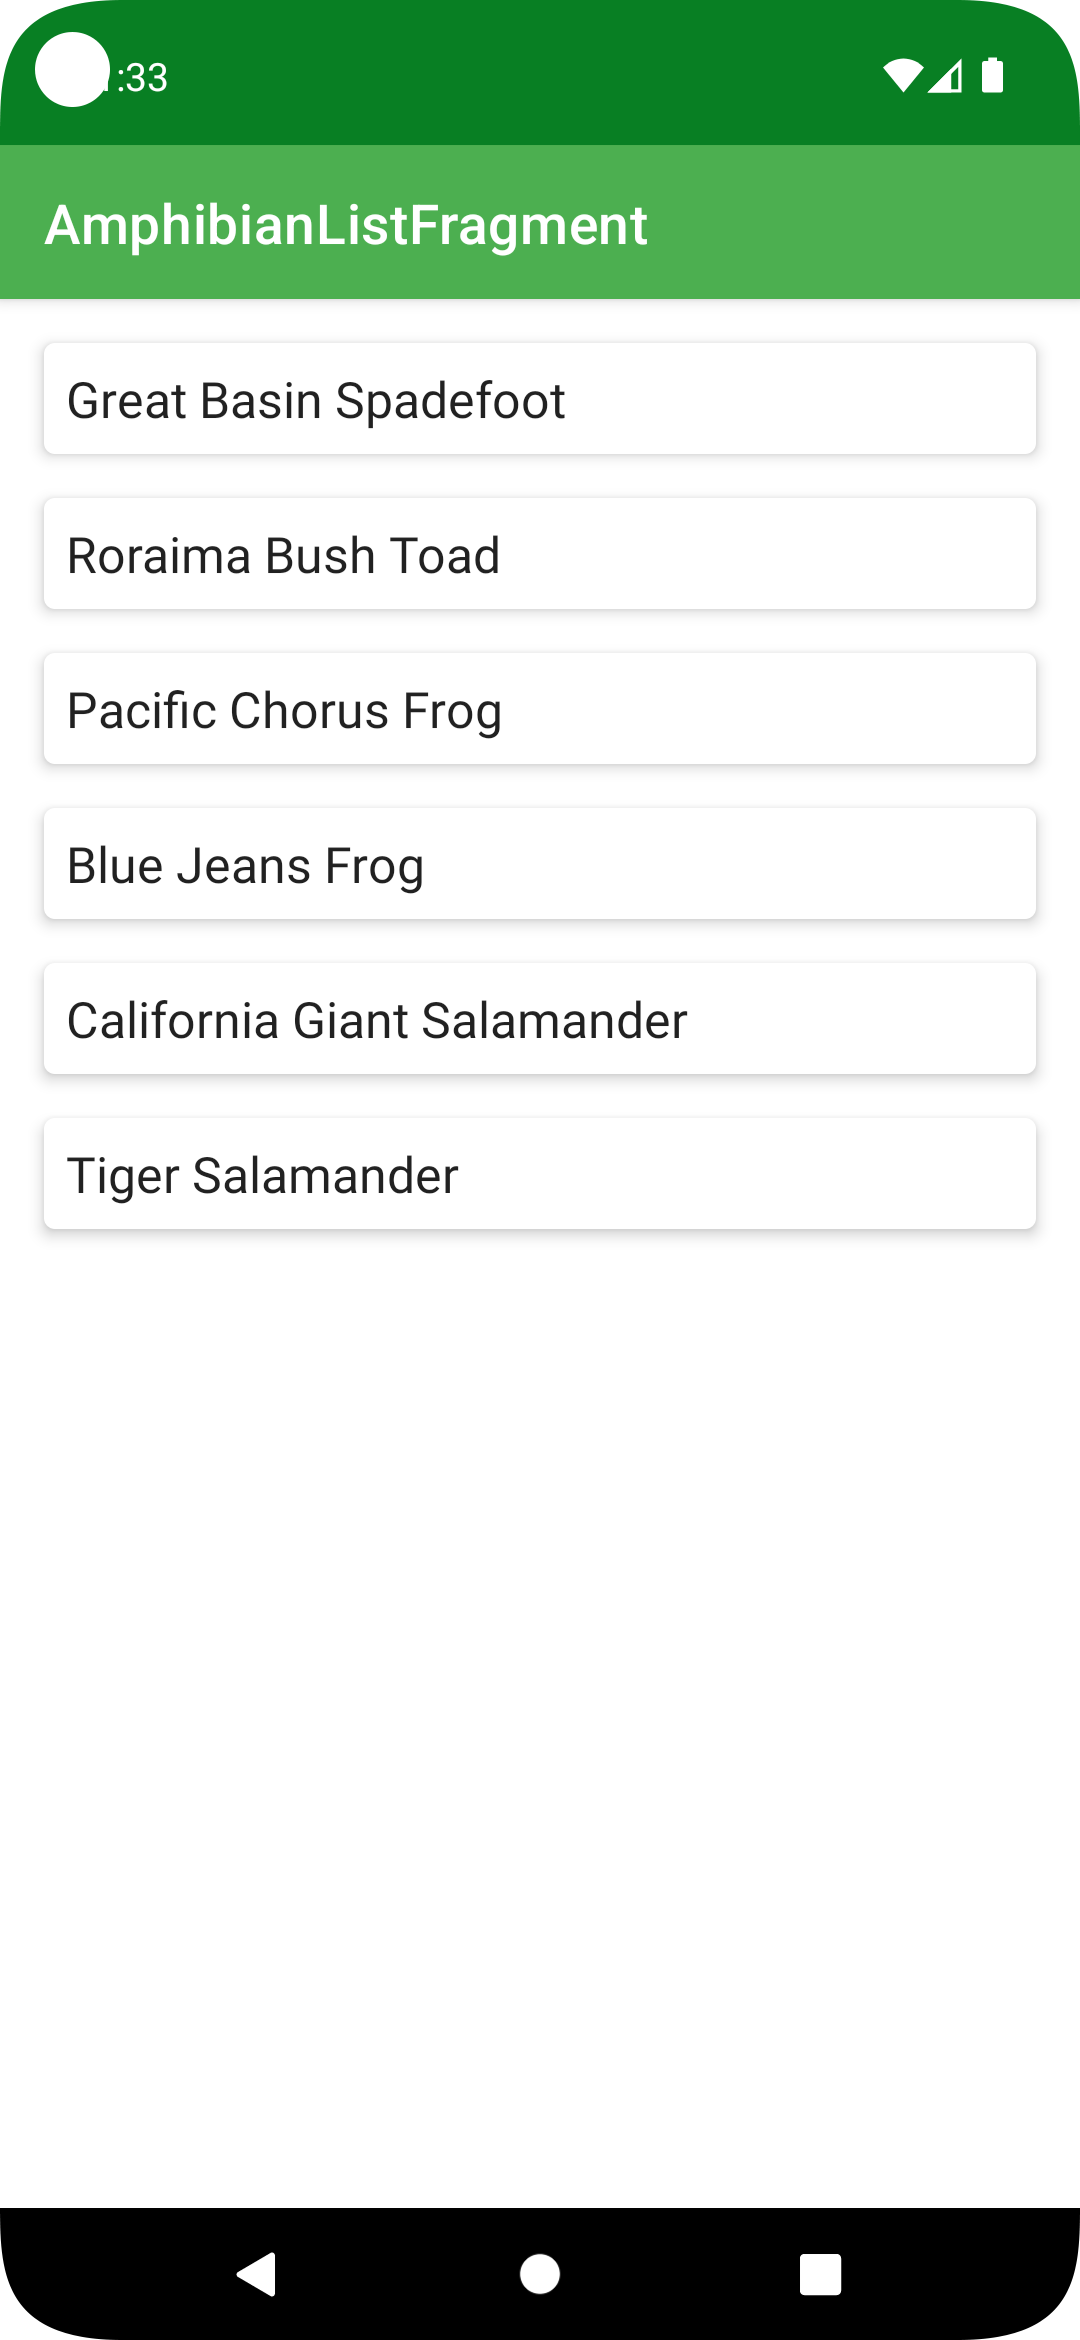 :33
AmphibianListFragment
Great Basin Spadefoot
Roraima Bush Toad
Pacific Chorus Frog
Blue Jeans Frog
California Giant Salamander
Tiger Salamander